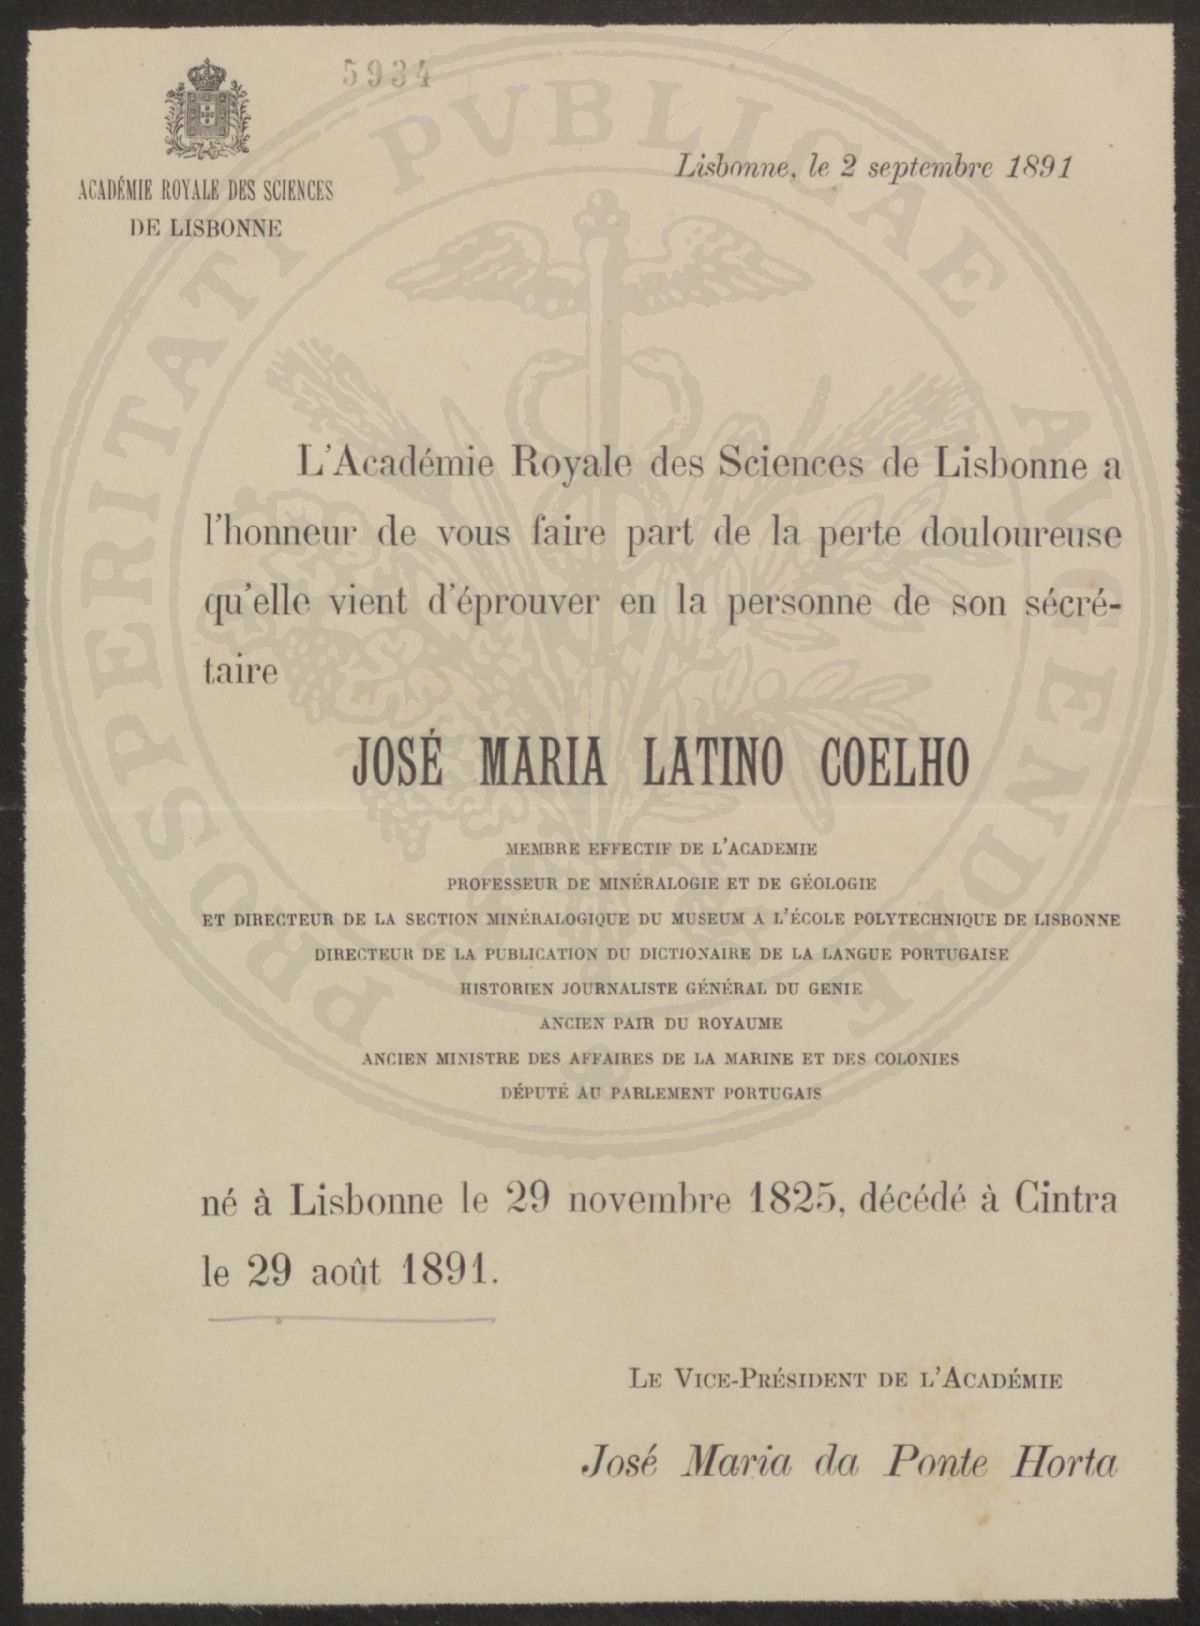 5934
ACADÉMIE ROYALE DES SCIENCES
DE LISBONNE
Lisbonne, le 2 septembre 1891
L'Académie Royale des Sciences de Lisbonne a
l'honneur de vous faire part de la perte douloureuse
qu'elle vient d'éprouver en la personne de son sécré-
taire
JOSÉ MARIA LATINO COELHO
MEMBRE EFFECTIF DE L'ACADEMIE
PROFESSEUR DE MINÉRALOGIE ET DE GÉOLOGIE
ET DIRECTEUR DE LA SECTION MINÉRALOGIQUE DU MUSEUM A L'ÉCOLE POLYTECHNIQUE DE LISBONNE
DIRECTEUR DE LA PUBLICATION DU DICTIONAIRE DE LA LANGUE PORTUGAISE
HISTORIEN JOURNALISTE GÉNÉRAL DU GENIE
ANCIEN PAIR DU ROYAUME
ANCIEN MINISTRE DES AFFAIRES DE LA MARINE ET DES COLONIES
DÉPUTÉ AU PARLEMENT PORTUGAIS
né à Lisbonne le 29 novembre 1825, décédé à Cintra
le 29 août 1891.
LE VICE-PRÉSIDENT DE L'ACADÉMIE
José Maria da Ponte Horta
PROSPERITATI PVBLICAE AVGENDAE